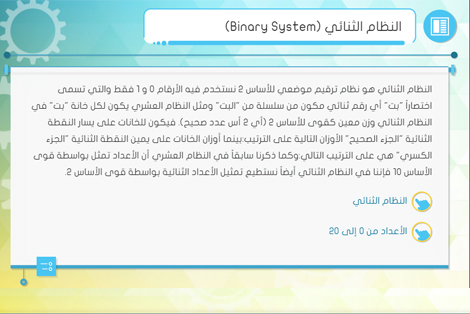 النظام الثنائي (Binary System)
النظام الثنائي هو نظام ترقيم موضعي للأساس 2 نستخدم فيه الأرقام 0 و 1 فقط والتي تسمى
اختصاراً "بت" أي رقم ثنائي مكون من سلسلة من "البت" ومثل النظام العشري يكون لكل خانة "بت" في
النظام الثنائي وزن معين كقوى للأساس 2 (أي 2 أس عدد صحيح). فيكون للخانات على يسار النقطة
الثنائية "الجزء الصحيح" الأوزان التالية على الترتيب:بينما أوزان الخانات على يمين النقطة الثنائية "الجزء
الكسري" هي على الترتيب التالي:وكما ذكرنا سابقاً في النظام العشري أن الأعداد تمثل بواسطة قوى
الأساس 10 فإننا في النظام الثنائي أيضاً نستطيع تمثيل الأعداد الثنائية بواسطة قوى الأساس 2.
النظام الثنائي
الأعداد من 0 إلى 20